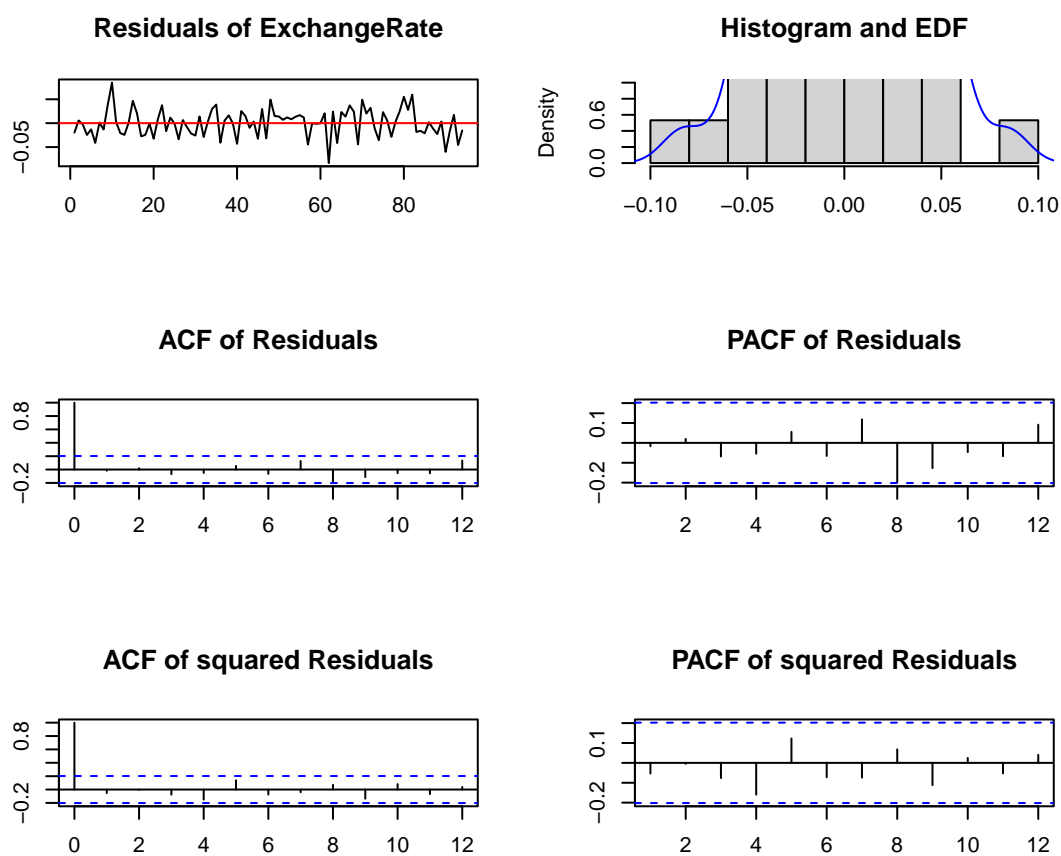 Residuals of ExchangeRate
−0.05
0 20 40 60 80
Histogram and EDF
Density
0.0 0.6
−0.10 −0.05 0.00 0.05 0.10
ACF of Residuals
−0.2 0.8
0 2 4 6 8 10 12
PACF of Residuals
−0.2 0.1
2 4 6 8 10 12
ACF of squared Residuals
−0.2 0.8
0 2 4 6 8 10 12
PACF of squared Residuals
−0.2 0.1
2 4 6 8 10 12